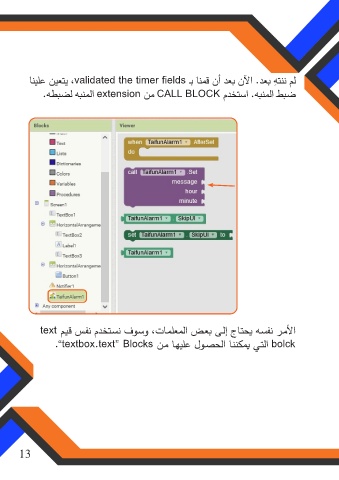 لم ننته بعد. الآن بعد أن قمنا بـ validated the timer fields، يتعين علينا
ضبط المنبه. استخدم CALL BLOCK من extension المنبه لضبطه.
Blocks
Viewer
Text
Lists
Dictionaries
Colors
Variables
Procedures
Screen1
TextBox1
HorizontalArrangeme
TextBox2
Label1
TextBox3
HorizontalArrangeme
Button1
Notifier1
TaifunAlarm1
Any component
when TaifunAlarm1 .AfterSet
do
call TaifunAlarm1 .Set
message
hour
minute
TaifunAlarm1 . SkipUi
set TaifunAlarm1 . SkipUi to
TaifunAlarm1
الأمر نفسه يحتاج إلى بعض المعلمات، وسوف نستخدم نفس قيم text
bolck التي يمكننا الحصول عليها من textbox.text” Blocks“.
13